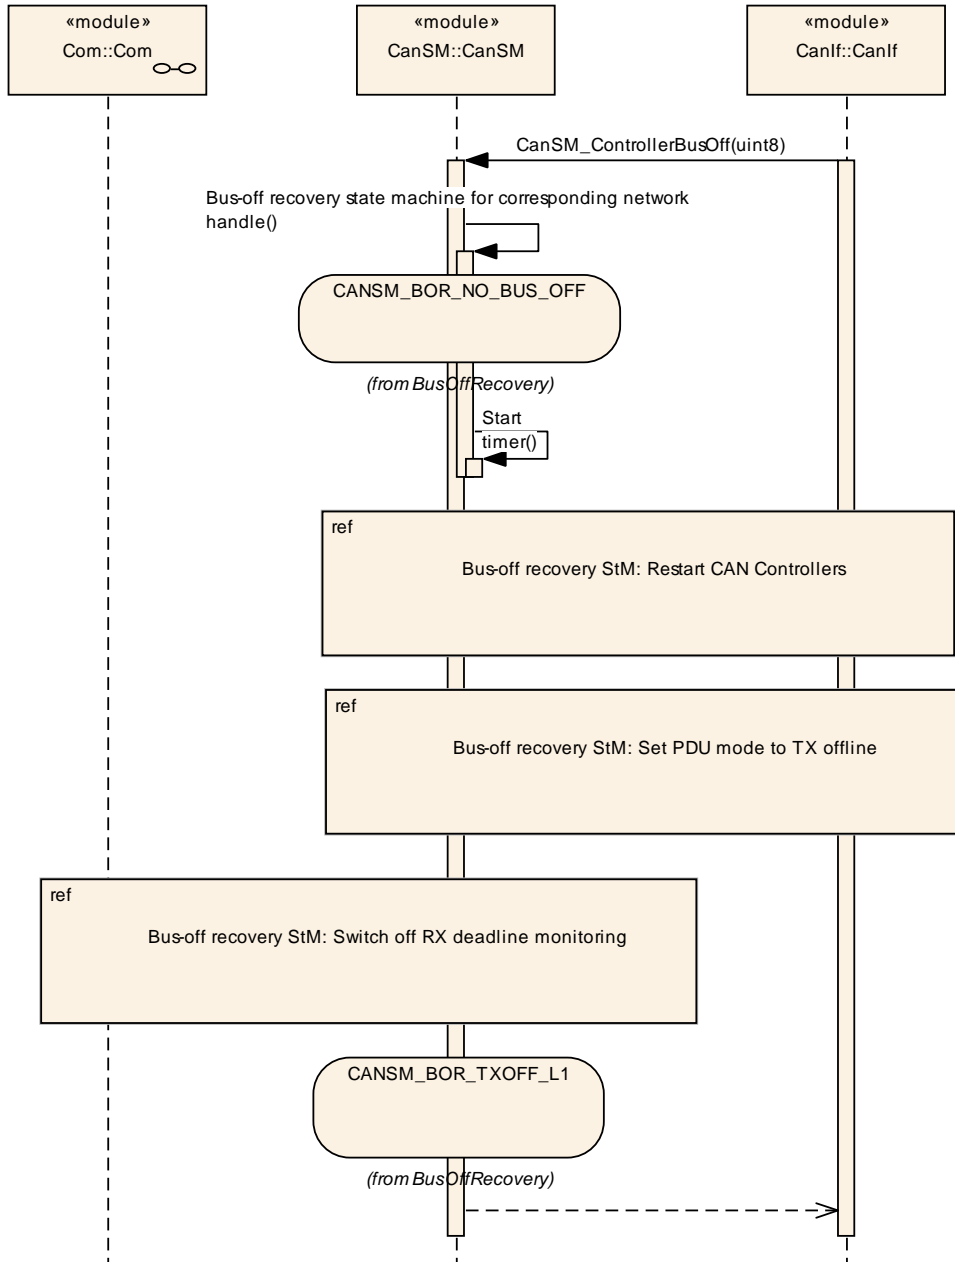 «module»
Com::Com
«module»
CanSM::CanSM
«module»
CanIf::CanIf
CanSM_ControllerBusOff(uint8)
Bus-off recovery state machine for corresponding network
handle()
CANSM_BOR_NO_BUS_OFF
(from BusOffRecovery)
Start
timer()
ref
Bus-off recovery StM: Restart CAN Controllers
ref
Bus-off recovery StM: Set PDU mode to TX offline
ref
Bus-off recovery StM: Switch off RX deadline monitoring
CANSM_BOR_TXOFF_L1
(from BusOffRecovery)